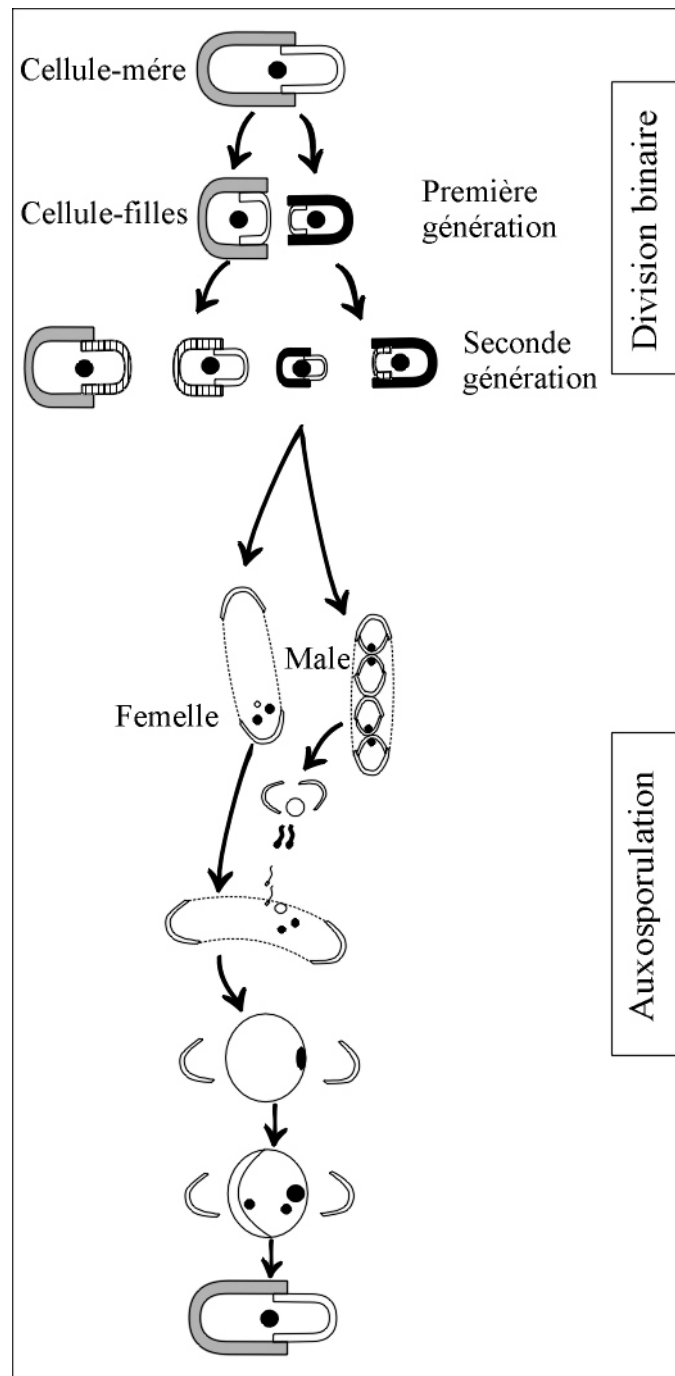 Cellule-mére
Cellule-filles
Première
génération
Seconde
génération
Division binaire
Male
Femelle
Auxosporulation